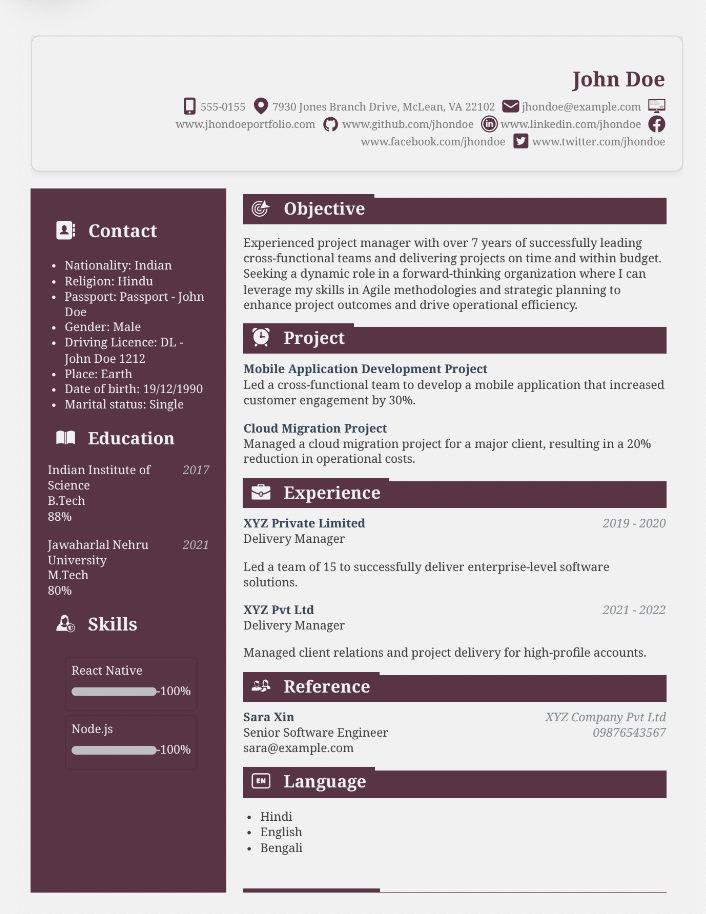 John Doe
555-0155 7930 Jones Branch Drive, McLean, VA 22102 jhondoe@example.com
www.jhondoeportfolio.com www.github.com/jhondoe www.linkedin.com/jhondoe
www.facebook.com/jhondoe www.twitter.com/jhondoe
Contact
• Nationality: Indian
• Religion: Hindu
• Passport: Passport - John
Doe
• Gender: Male
• Driving Licence: DL -
John Doe 1212
• Place: Earth
• Date of birth: 19/12/1990
• Marital status: Single
Education
Indian Institute of 2017
Science
B.Tech
88%
Jawaharlal Nehru 2021
University
M.Tech
80%
Skills
React Native
100%
Node.js
100%
Objective
Experienced project manager with over 7 years of successfully leading
cross-functional teams and delivering projects on time and within budget.
Seeking a dynamic role in a forward-thinking organization where I can
leverage my skills in Agile methodologies and strategic planning to
enhance project outcomes and drive operational efficiency.
Project
Mobile Application Development Project
Led a cross-functional team to develop a mobile application that increased
customer engagement by 30%.
Cloud Migration Project
Managed a cloud migration project for a major client, resulting in a 20%
reduction in operational costs.
Experience
XYZ Private Limited 2019 - 2020
Delivery Manager
Led a team of 15 to successfully deliver enterprise-level software
solutions.
XYZ Pvt Ltd 2021 - 2022
Delivery Manager
Managed client relations and project delivery for high-profile accounts.
Reference
Sara Xin XYZ Company Pvt Ltd
Senior Software Engineer 09876543567
sara@example.com
EN Language
• Hindi
• English
• Bengali